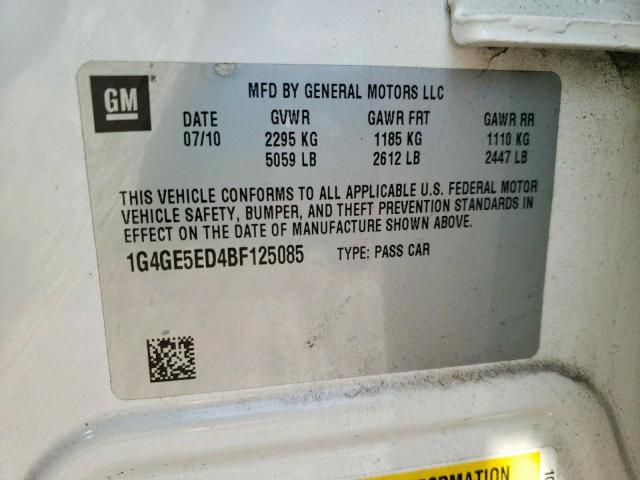 GM ®
MFD BY GENERAL MOTORS LLC
DATE GVWR GAWR FRT GAWR RR
07/10 2295 KG 1185 KG 1110 KG
5059 LB 2612 LB 2447 LB
THIS VEHICLE CONFORMS TO ALL APPLICABLE U.S. FEDERAL MOTOR
VEHICLE SAFETY, BUMPER, AND THEFT PREVENTION STANDARDS IN
EFFECT ON THE DATE OF MANUFACTURE SHOWN ABOVE.
1G4GE5ED4BF125085 TYPE: PASS CAR